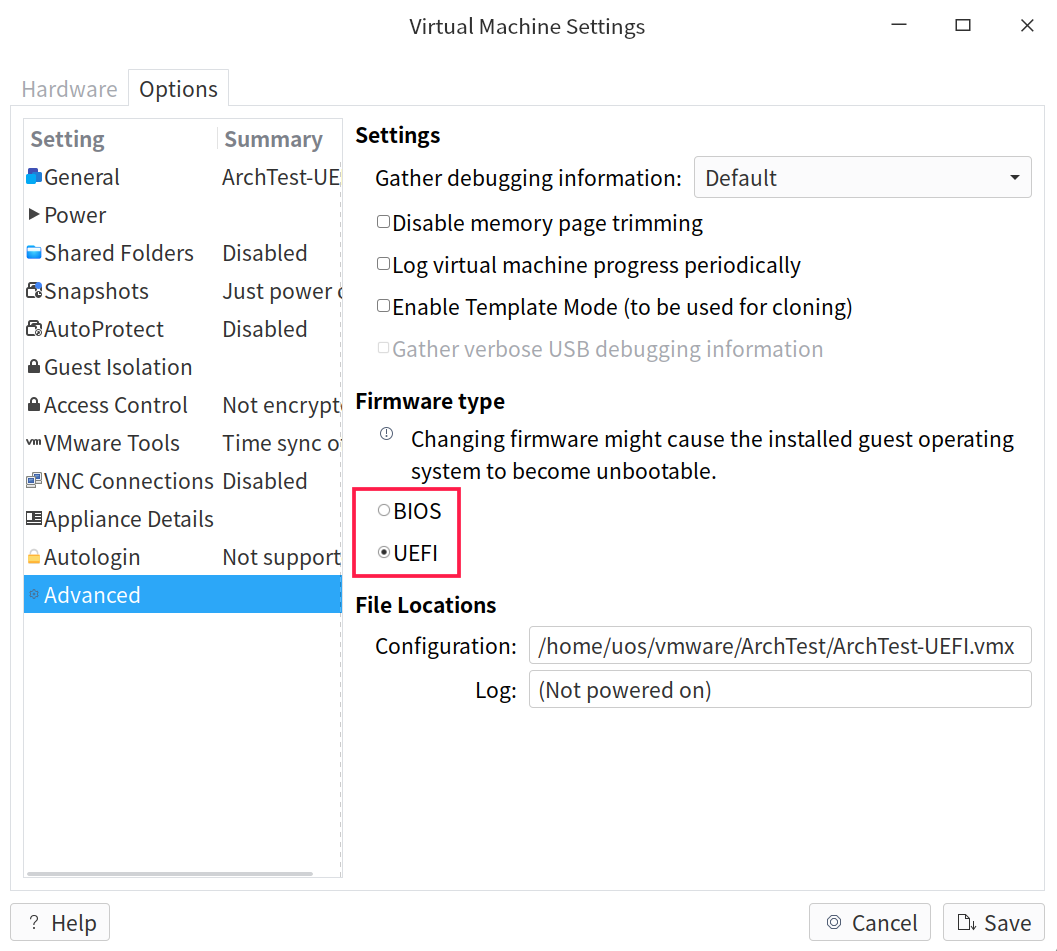 Virtual Machine Settings
Hardware Options
Setting Summary
General ArchTest-UE
Power
Shared Folders Disabled
Snapshots Just power
AutoProtect Disabled
Guest Isolation
Access Control Not encrypt
VMware Tools Time sync o
VNC Connections Disabled
Appliance Details
Autologin Not support
Advanced
Settings
Gather debugging information: Default
Disable memory page trimming
Log virtual machine progress periodically
Enable Template Mode (to be used for cloning)
Gather verbose USB debugging information
Firmware type
Changing firmware might cause the installed guest operating
system to become unbootable.
BIOS
UEFI
File Locations
Configuration: /home/uos/vmware/ArchTest/ArchTest-UEFI.vmx
Log: (Not powered on)
? Help Cancel Save